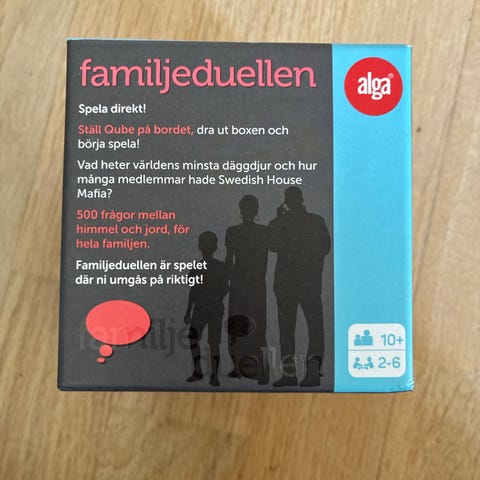 familjeduellen
alga®
Spela direkt!
Ställ Qube på bordet, dra ut boxen och
börja spela!
Vad heter världens minsta däggdjur och hur
många medlemmar hade Swedish House
Mafia?
500 frågor mellan
himmel och jord, för
hela familjen.
Familjeduellen är spelet
där ni umgås på riktigt!
familje
duellen
10+
2-6